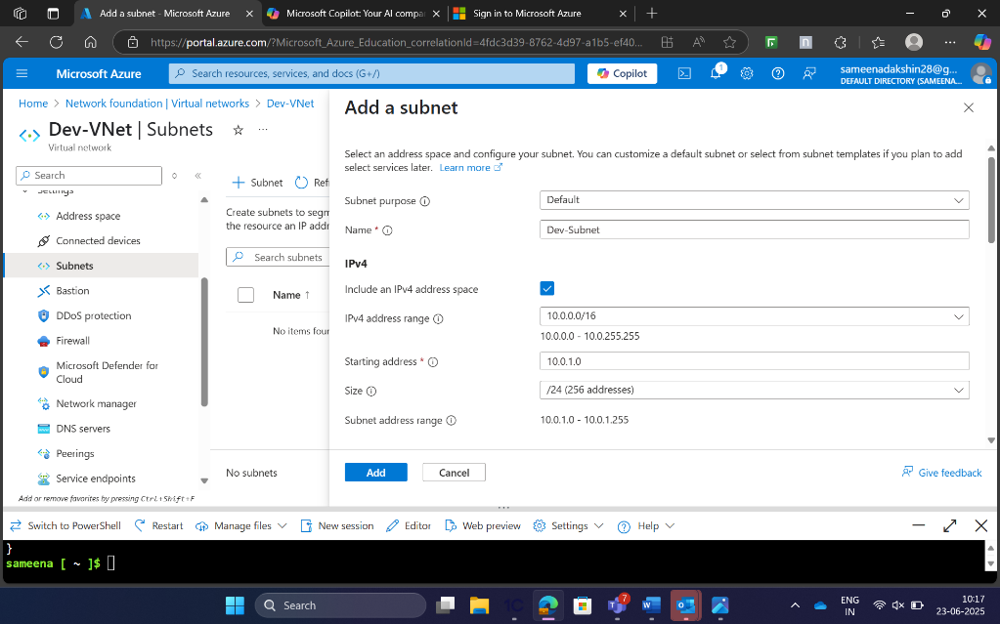 Add a subnet - Microsoft Azure
Microsoft Copilot: Your AI compa
Sign in to Microsoft Azure
https://portal.azure.com/?Microsoft_Azure_Education_correlationId=4fdc3d39-8762-4d97-a1b5-ef40...
Microsoft Azure
Search resources, services, and docs (G+/)
Copilot
1
sameenadakshin28@g...
DEFAULT DIRECTORY (SAMEENA...
Home > Network foundation | Virtual networks > Dev-VNet
Dev-VNet | Subnets
Virtual network
Search
Settings
Address space
Connected devices
Subnets
Bastion
DDoS protection
Firewall
Microsoft Defender for
Cloud
Network manager
DNS servers
Peerings
Service endpoints
Add or remove favorites by pressing Ctrl+Shift+F
Subnet
Refr
Create subnets to segm
the resource an IP addr
Search subnets
Name ↑
No items foun
No subnets
Add a subnet
Select an address space and configure your subnet. You can customize a default subnet or select from subnet templates if you plan to add
select services later. Learn more
Subnet purpose
Default
Name *
Dev-Subnet
IPv4
Include an IPv4 address space
IPv4 address range
10.0.0.0/16
10.0.0.0 - 10.0.255.255
Starting address *
10.0.1.0
Size
/24 (256 addresses)
Subnet address range
10.0.1.0 - 10.0.1.255
Add
Cancel
Give feedback
Switch to PowerShell
Restart
Manage files
New session
Editor
Web preview
Settings
Help
}
sameena [ ~ ]$
Search
7
ENG
IN
10:17
23-06-2025